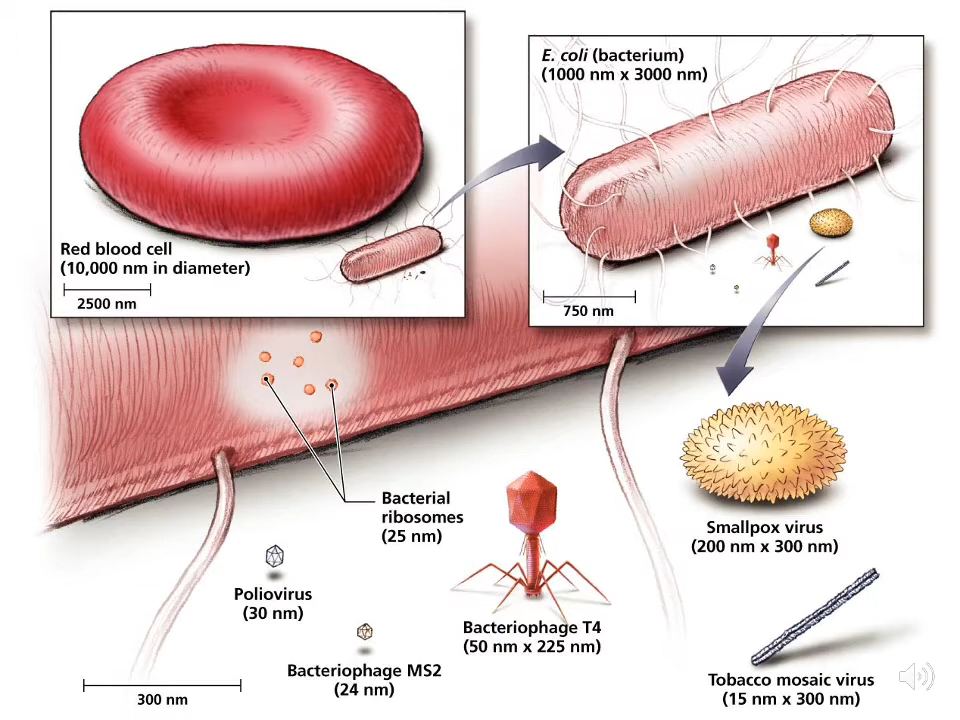 Red blood cell
(10,000 nm in diameter)
2500 nm
E. coli (bacterium)
(1000 nm x 3000 nm)
750 nm
Bacterial
ribosomes
(25 nm)
Smallpox virus
(200 nm x 300 nm)
Poliovirus
(30 nm)
Bacteriophage T4
(50 nm x 225 nm)
Bacteriophage MS2
(24 nm)
Tobacco mosaic virus
(15 nm x 300 nm)
300 nm